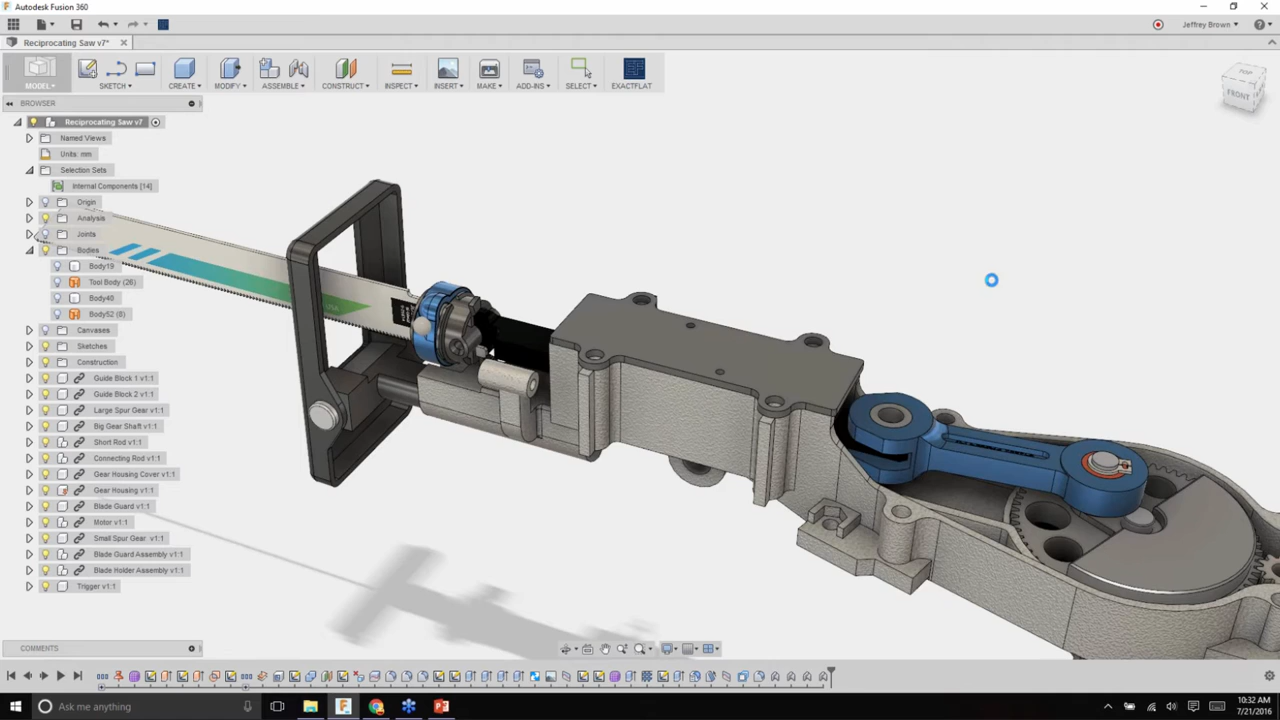 Autodesk Fusion 360
Jeffrey Brown
Reciprocating Saw v7*
MODEL
SKETCH
CREATE
MODIFY
ASSEMBLE
CONSTRUCT
INSPECT
INSERT
MAKE
ADD-INS
SELECT
EXACTFLAT
BROWSER
TOP
FRONT
Reciprocating Saw v7
Named Views
Units: mm
Selection Sets
Internal Components [14]
Origin
Analysis
Joints
Bodies
Body19
Tool Body (26)
Body40
Body52 (8)
Canvases
Sketches
Construction
Guide Block 1 v1:1
Guide Block 2 v1:1
Large Spur Gear v1:1
Big Gear Shaft v1:1
Short Rod v1:1
Connecting Rod v1:1
Gear Housing Cover v1:1
Gear Housing v1:1
Blade Guard v1:1
Motor v1:1
Small Spur Gear v1:1
Blade Guard Assembly v1:1
Blade Holder Assembly v1:1
Trigger v1:1
COMMENTS
Ask me anything
10:32 AM
7/21/2016